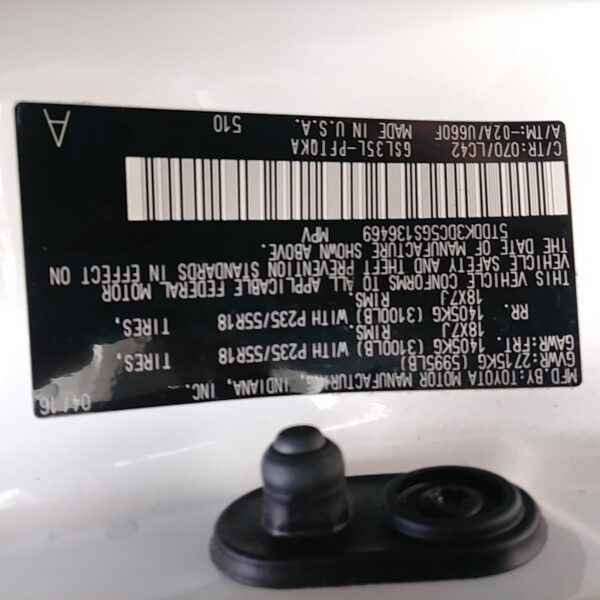 MFD.BY:TOYOTA MOTOR MANUFACTURING, INDIANA, INC. 04/16
GVWR:2715KG (5995LB)
GAWR:FRT. 1405KG (3100LB) WITH P235/55R18 TIRES,
18X7J RIMS.
RR. 1405KG (3100LB) WITH P235/55R18 TIRES,
18X7J RIMS.
THIS VEHICLE CONFORMS TO ALL APPLICABLE FEDERAL MOTOR
VEHICLE SAFETY AND THEFT PREVENTION STANDARDS IN EFFECT ON
THE DATE OF MANUFACTURE SHOWN ABOVE.
5TDDK3DC5GS136469 MPV
C/TR:070/LC42 GSL35L-PFTQKA
A/TM:-02A/U660F MADE IN U.S.A. 510 A